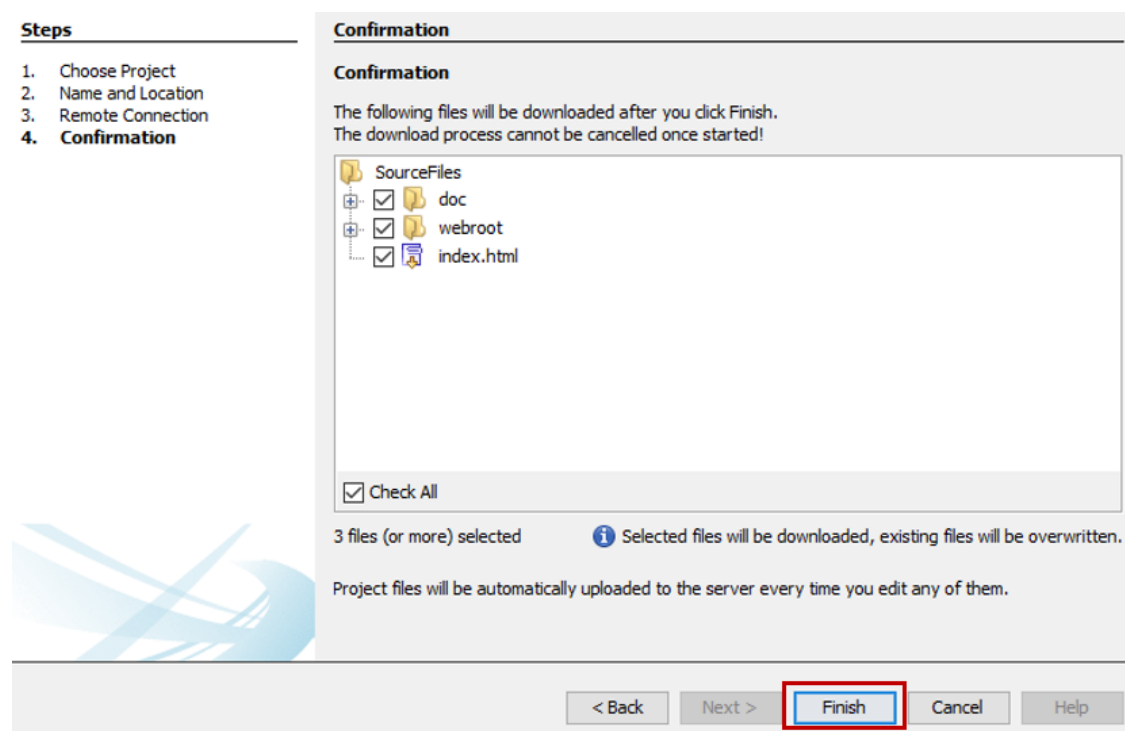 Steps
1. Choose Project
2. Name and Location
3. Remote Connection
4. Confirmation
Confirmation
Confirmation
The following files will be downloaded after you click Finish.
The download process cannot be cancelled once started!
SourceFiles
doc
webroot
index.html
Check All
3 files (or more) selected
Selected files will be downloaded, existing files will be overwritten.
Project files will be automatically uploaded to the server every time you edit any of them.
< Back Next > Finish Cancel Help